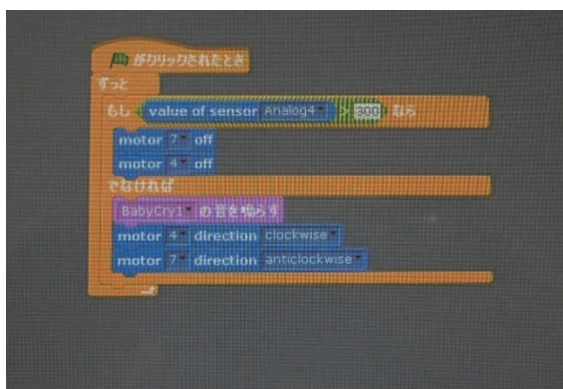 がクリックされたとき
ずっと
もし value of sensor Analog4 > 300 なら
motor 7 off
motor 4 off
でなければ
BabyCry1 の音を鳴らす
motor 4 direction clockwise
motor 7 direction anticlockwise